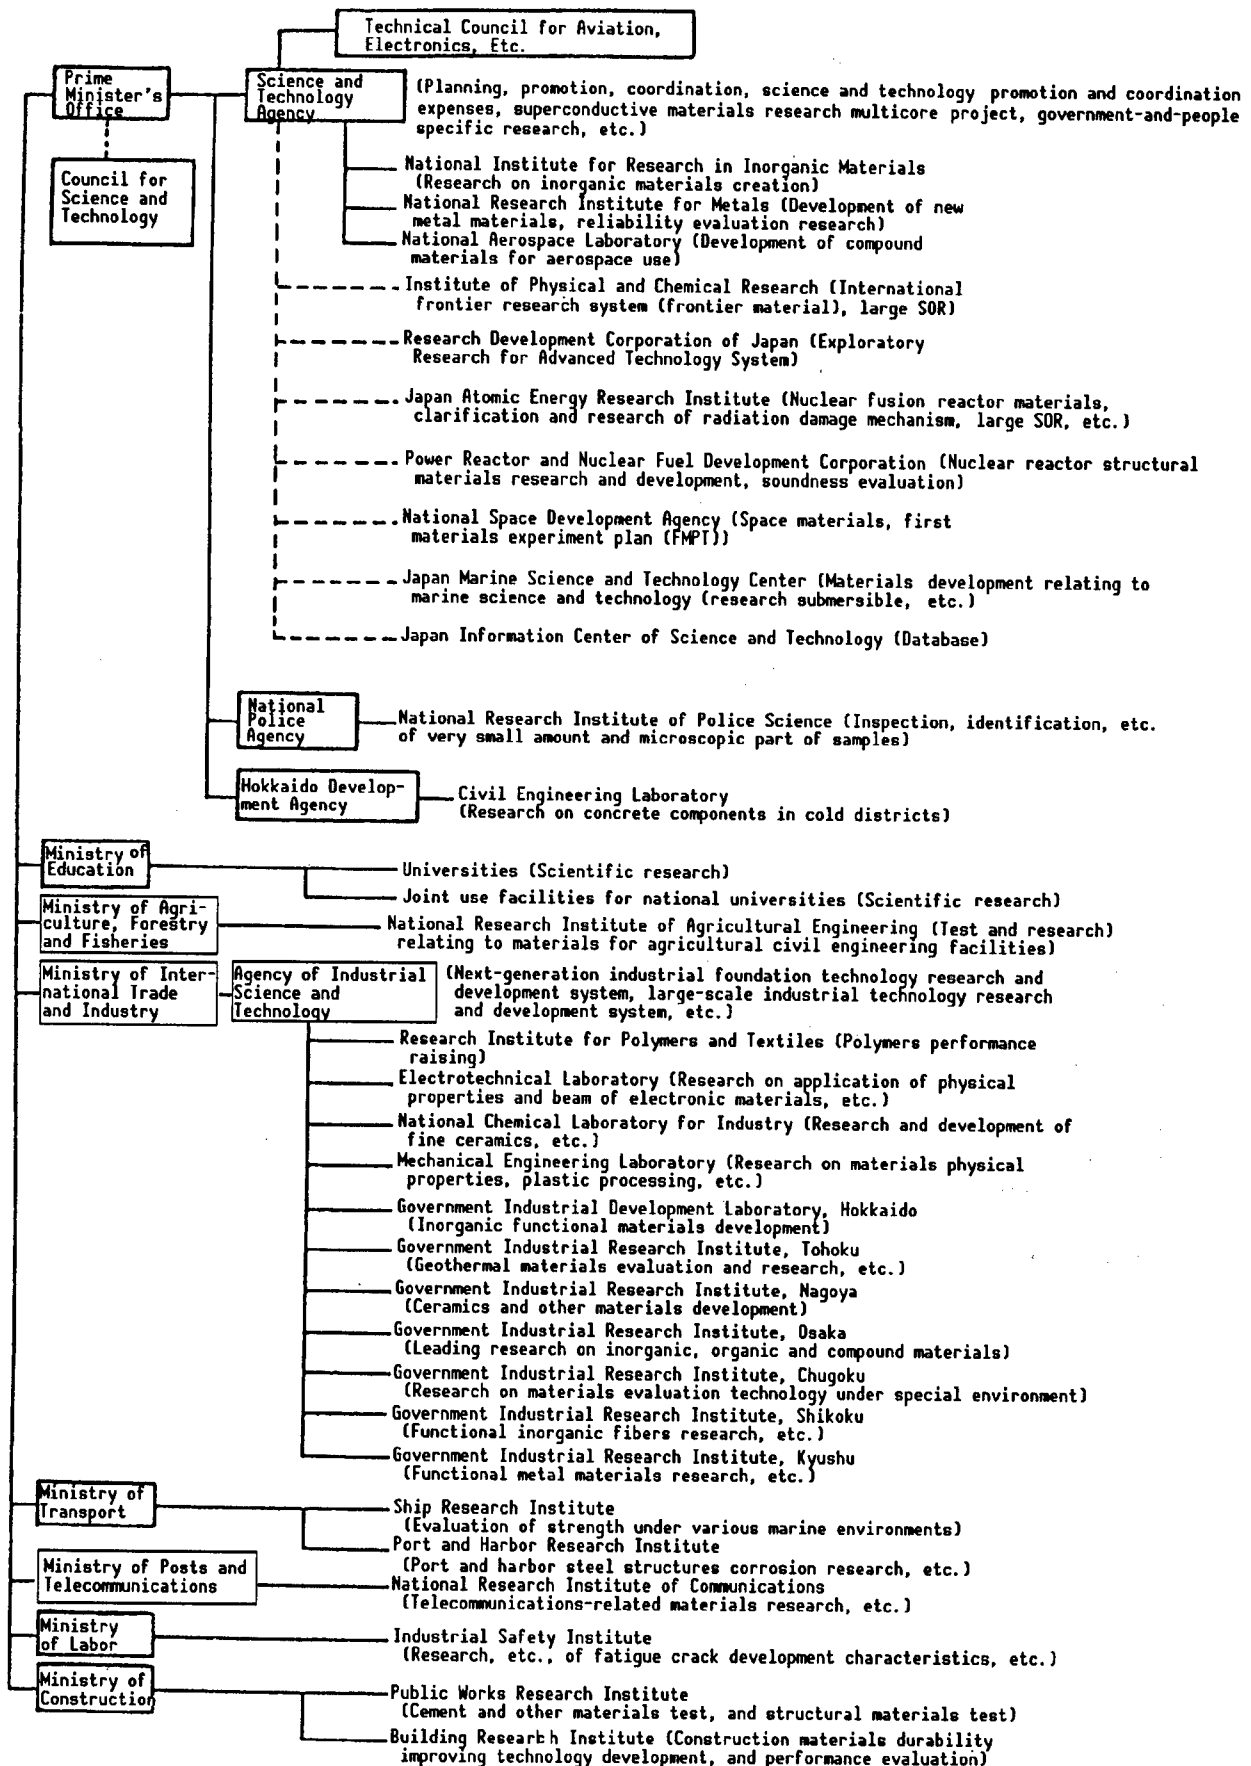 Technical Council for Aviation,
Electronics, Etc.
Prime
Minister's
Office
Science and
Technology
Agency
(Planning, promotion, coordination, science and technology promotion and coordination
expenses, superconductive materials research multicore project, government-and-people
specific research, etc.)
Council for
Science and
Technology
National Institute for Research in Inorganic Materials
(Research on inorganic materials creation)
National Research Institute for Metals (Development of new
metal materials, reliability evaluation research)
National Aerospace Laboratory (Development of compound
materials for aerospace use)
Institute of Physical and Chemical Research (International
frontier research system (frontier material), large SOR)
Research Development Corporation of Japan (Exploratory
Research for Advanced Technology System)
Japan Atomic Energy Research Institute (Nuclear fusion reactor materials,
clarification and research of radiation damage mechanism, large SOR, etc.)
Power Reactor and Nuclear Fuel Development Corporation (Nuclear reactor structural
materials research and development, soundness evaluation)
National Space Development Agency (Space materials, first
materials experiment plan (FMPT))
Japan Marine Science and Technology Center (Materials development relating to
marine science and technology (research submersible, etc.)
Japan Information Center of Science and Technology (Database)
National
Police
Agency
National Research Institute of Police Science (Inspection, identification, etc.
of very small amount and microscopic part of samples)
Hokkaido Develop-
ment Agency
Civil Engineering Laboratory
(Research on concrete components in cold districts)
Ministry of
Education
Universities (Scientific research)
Joint use facilities for national universities (Scientific research)
Ministry of Agri-
culture, Forestry
and Fisheries
National Research Institute of Agricultural Engineering (Test and research)
relating to materials for agricultural civil engineering facilities)
Ministry of Inter-
national Trade
and Industry
Agency of Industrial
Science and
Technology
(Next-generation industrial foundation technology research and
development system, large-scale industrial technology research
and development system, etc.)
Research Institute for Polymers and Textiles (Polymers performance
raising)
Electrotechnical Laboratory (Research on application of physical
properties and beam of electronic materials, etc.)
National Chemical Laboratory for Industry (Research and development of
fine ceramics, etc.)
Mechanical Engineering Laboratory (Research on materials physical
properties, plastic processing, etc.)
Government Industrial Development Laboratory, Hokkaido
(Inorganic functional materials development)
Government Industrial Research Institute, Tohoku
(Geothermal materials evaluation and research, etc.)
Government Industrial Research Institute, Nagoya
(Ceramics and other materials development)
Government Industrial Research Institute, Osaka
(Leading research on inorganic, organic and compound materials)
Government Industrial Research Institute, Chugoku
(Research on materials evaluation technology under special environment)
Government Industrial Research Institute, Shikoku
(Functional inorganic fibers research, etc.)
Government Industrial Research Institute, Kyushu
(Functional metal materials research, etc.)
Ministry of
Transport
Ship Research Institute
(Evaluation of strength under various marine environments)
Port and Harbor Research Institute
(Port and harbor steel structures corrosion research, etc.)
Ministry of Posts and
Telecommunications
National Research Institute of Communications
(Telecommunications-related materials research, etc.)
Ministry
of Labor
Industrial Safety Institute
(Research, etc., of fatigue crack development characteristics, etc.)
Ministry of
Construction
Public Works Research Institute
(Cement and other materials test, and structural materials test)
Building Research Institute (Construction materials durability
improving technology development, and performance evaluation)